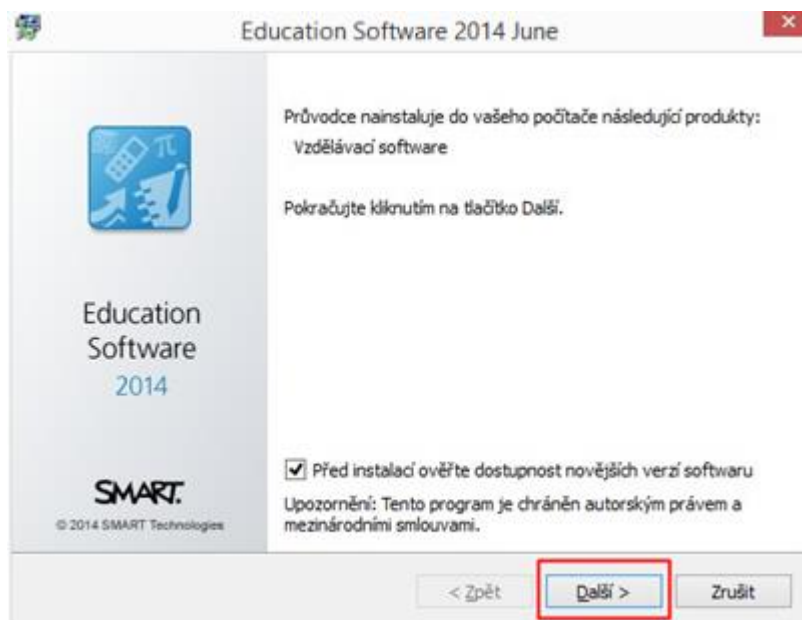 Education Software 2014 June
Průvodce nainstaluje do vašeho počítače následující produkty:
Vzdělávací software
Pokračujte kliknutím na tlačítko Další.
Education
Software
2014
SMART.
© 2014 SMART Technologies
Před instalací ověřte dostupnost novějších verzí softwaru
Upozornění: Tento program je chráněn autorským právem a
mezinárodními smlouvami.
< Zpět
Další >
Zrušit